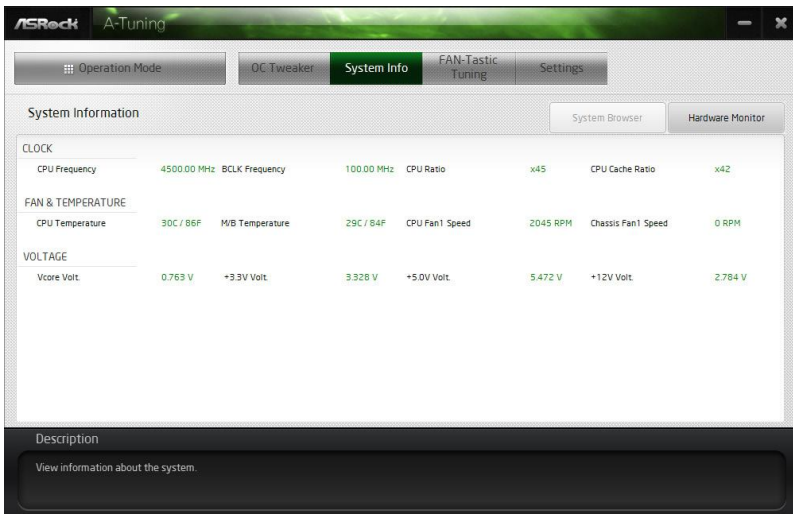 ASRock A-Tuning
Operation Mode OC Tweaker System Info FAN-Tastic Tuning Settings
System Information System Browser Hardware Monitor
CLOCK
CPU Frequency 4500.00 MHz BCLK Frequency 100.00 MHz CPU Ratio x45 CPU Cache Ratio x42
FAN & TEMPERATURE
CPU Temperature 30C / 86F M/B Temperature 29C / 84F CPU Fan1 Speed 2045 RPM Chassis Fan1 Speed 0 RPM
VOLTAGE
Vcore Volt. 0.763 V +3.3V Volt. 3.328 V +5.0V Volt. 5.472 V +12V Volt. 2.784 V
Description
View information about the system.